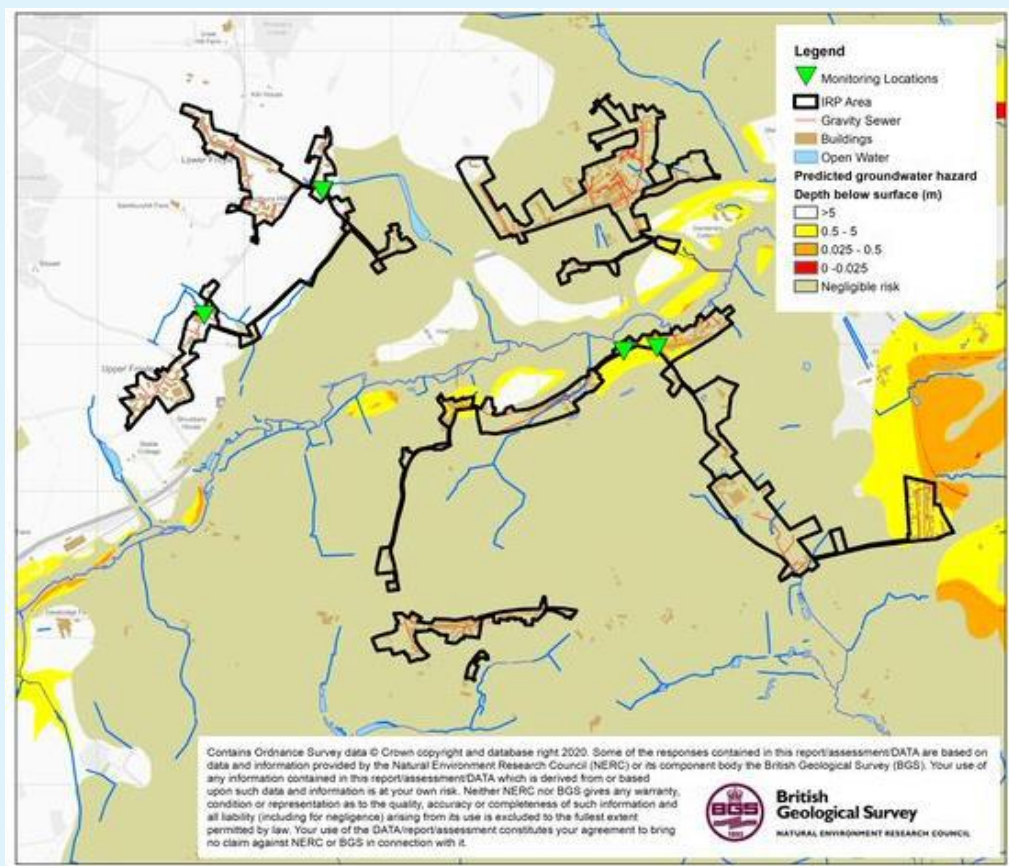 Legend
Monitoring Locations
IRP Area
Gravity Sewer
Buildings
Open Water
Predicted groundwater hazard
Depth below surface (m)
>5
0.5 - 5
0.025 - 0.5
0 -0.025
Negligible risk
Mill House
Lower Froyle
Upper Froyle
Contains Ordnance Survey data © Crown copyright and database right 2020. Some of the responses contained in this report/assessment/DATA are based on
data and information provided by the Natural Environment Research Council (NERC) or its component body the British Geological Survey (BGS). Your use of
any information contained in this report/assessment/DATA which is derived from or based
upon such data and information is at your own risk. Neither NERC nor BGS gives any warranty,
condition or representation as to the quality, accuracy or completeness of such information and
all liability (including for negligence) arising from its use is excluded to the fullest extent
permitted by law. Your use of the DATA/report/assessment constitutes your agreement to bring
no claim against NERC or BGS in connection with it.
BGS
British
Geological Survey
NATURAL ENVIRONMENT RESEARCH COUNCIL